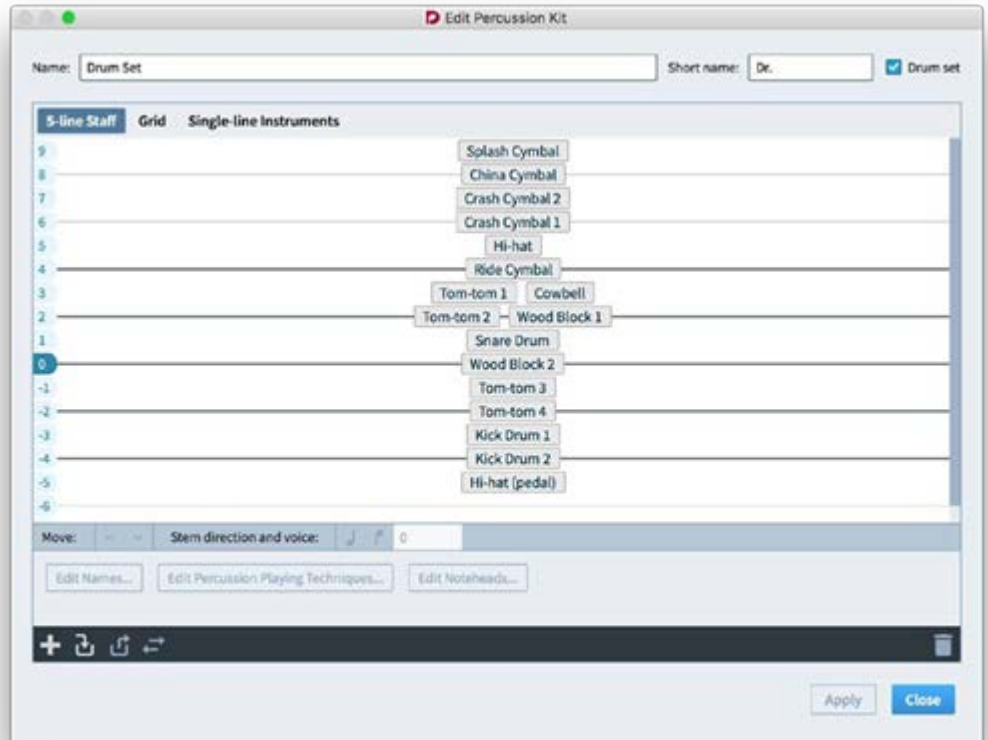 Edit Percussion Kit
Name: Drum Set Short name: Dr. Drum set
5-line Staff Grid Single-line Instruments
9 Splash Cymbal
8 China Cymbal
7 Crash Cymbal 2
6 Crash Cymbal 1
5 Hi-hat
4 Ride Cymbal
3 Tom-tom 1 Cowbell
2 Tom-tom 2 Wood Block 1
1 Snare Drum
0 Wood Block 2
-1 Tom-tom 3
-2 Tom-tom 4
-3 Kick Drum 1
-4 Kick Drum 2
-5 Hi-hat (pedal)
-6
Move: Stem direction and voice: 0
Edit Names... Edit Percussion Playing Techniques... Edit Noteheads...
Apply Close